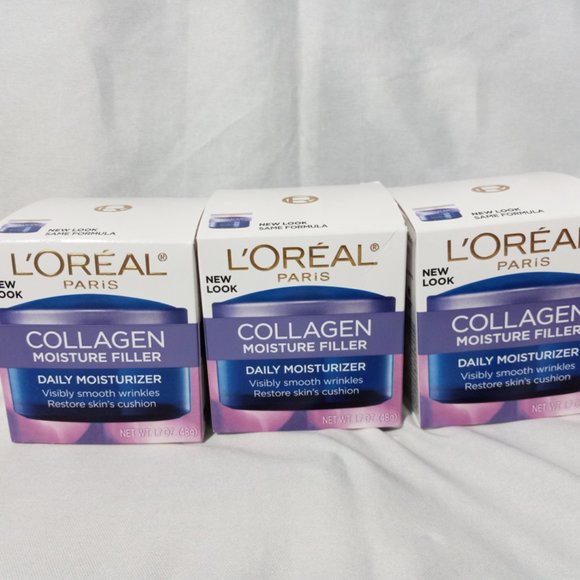 NEW LOOK
SAME FORMULA
L'ORÉAL®
PARIS
NEW
LOOK
COLLAGEN
MOISTURE FILLER
DAILY MOISTURIZER
Visibly smooth wrinkles
Restore skin's cushion
NET WT. 1.7 OZ. (48g)
NEW LOOK
SAME FORMULA
L'ORÉAL®
PARIS
NEW
LOOK
COLLAGEN
MOISTURE FILLER
DAILY MOISTURIZER
Visibly smooth wrinkles
Restore skin's cushion
NET WT. 1.7 OZ. (48g)
NEW LOOK
SAME FORMULA
L'ORÉAL
PARIS
NEW
LOOK
COLLAGEN
MOISTURE FILLER
DAILY MOISTURIZER
Visibly smooth wrinkles
Restore skin's cushion
NET WT. 1.7 OZ.